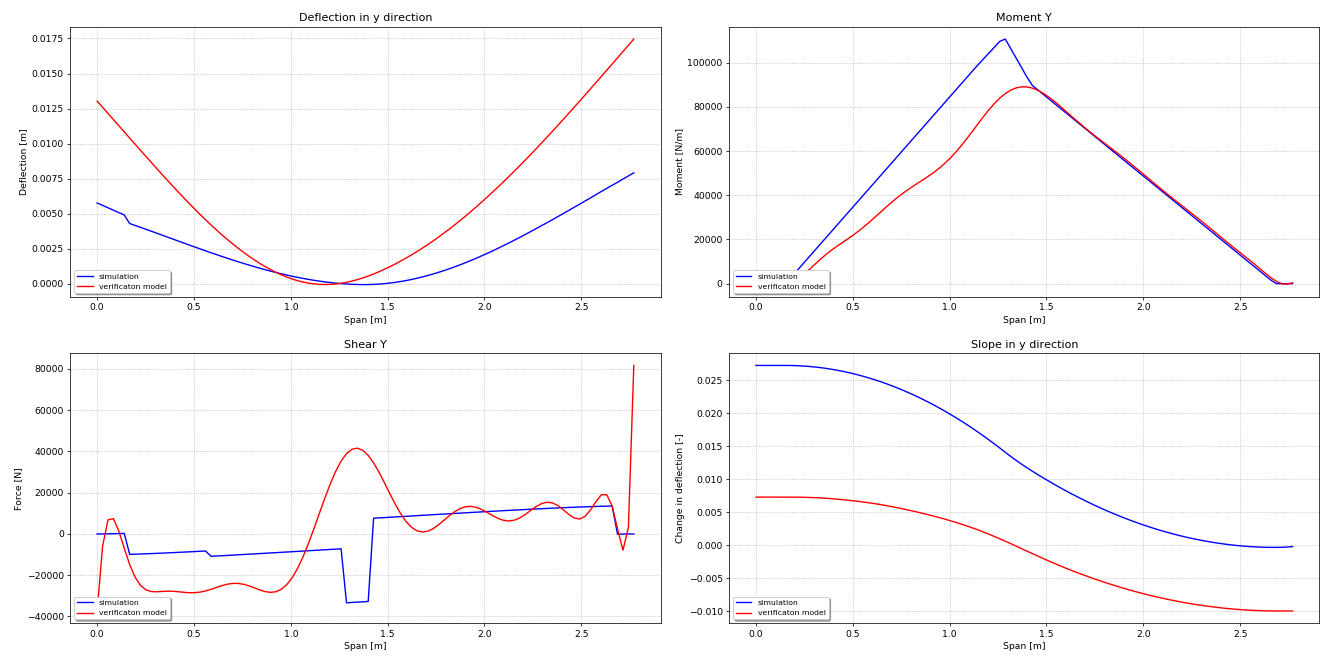 Deflection in y direction
Deflection [m]
0.0175
0.0150
0.0125
0.0100
0.0075
0.0050
0.0025
0.0000
simulation
verificaton model
0.0 0.5 1.0 1.5 2.0 2.5
Span [m]
Moment Y
Moment [N/m]
100000
80000
60000
40000
20000
0
simulation
verificaton model
0.0 0.5 1.0 1.5 2.0 2.5
Span [m]
Shear Y
Force [N]
80000
60000
40000
20000
0
−20000
−40000
simulation
verificaton model
0.0 0.5 1.0 1.5 2.0 2.5
Span [m]
Slope in y direction
Change in deflection [-]
0.025
0.020
0.015
0.010
0.005
0.000
−0.005
−0.010
simulation
verificaton model
0.0 0.5 1.0 1.5 2.0 2.5
Span [m]